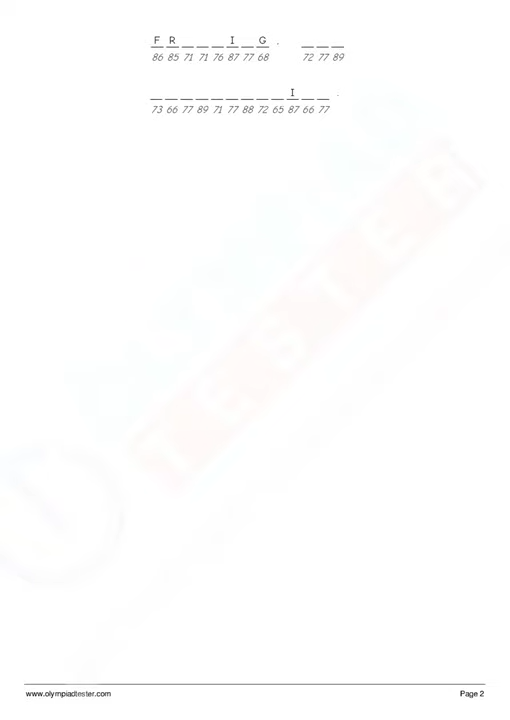 F R _ _ _ I _ G . _ _ _
86 85 71 71 76 87 77 68 72 77 89
_ _ _ _ _ _ _ _ _ I _ _ .
73 66 77 89 71 77 88 72 65 87 66 77
TESTER
www.olympiadtester.com Page 2